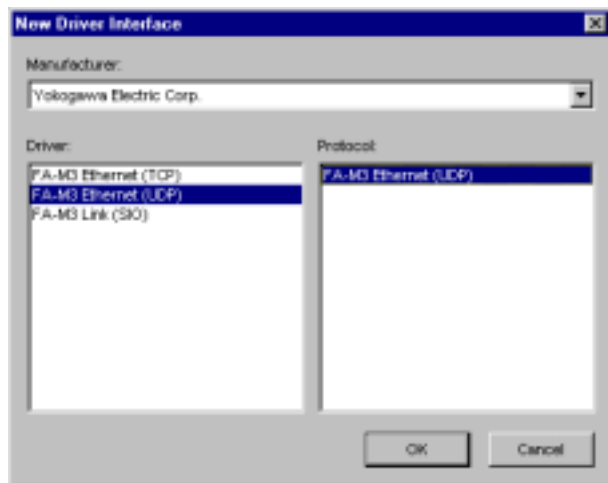 New Driver Interface
Manufacturer:
Yokogawa Electric Corp.
Driver:
Protocol:
FA-M3 Ethernet (TCP)
FA-M3 Ethernet (UDP)
FA-M3 Ethernet (UDP)
FA-M3 Link (SIO)
OK
Cancel